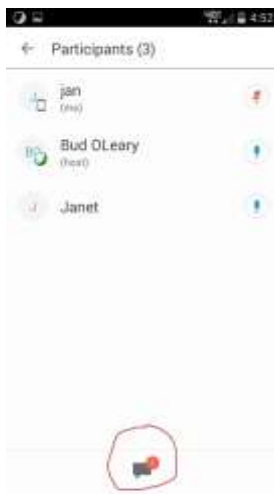 4:52
Participants (3)
jan
(me)
Bud OLeary
(host)
Janet
J